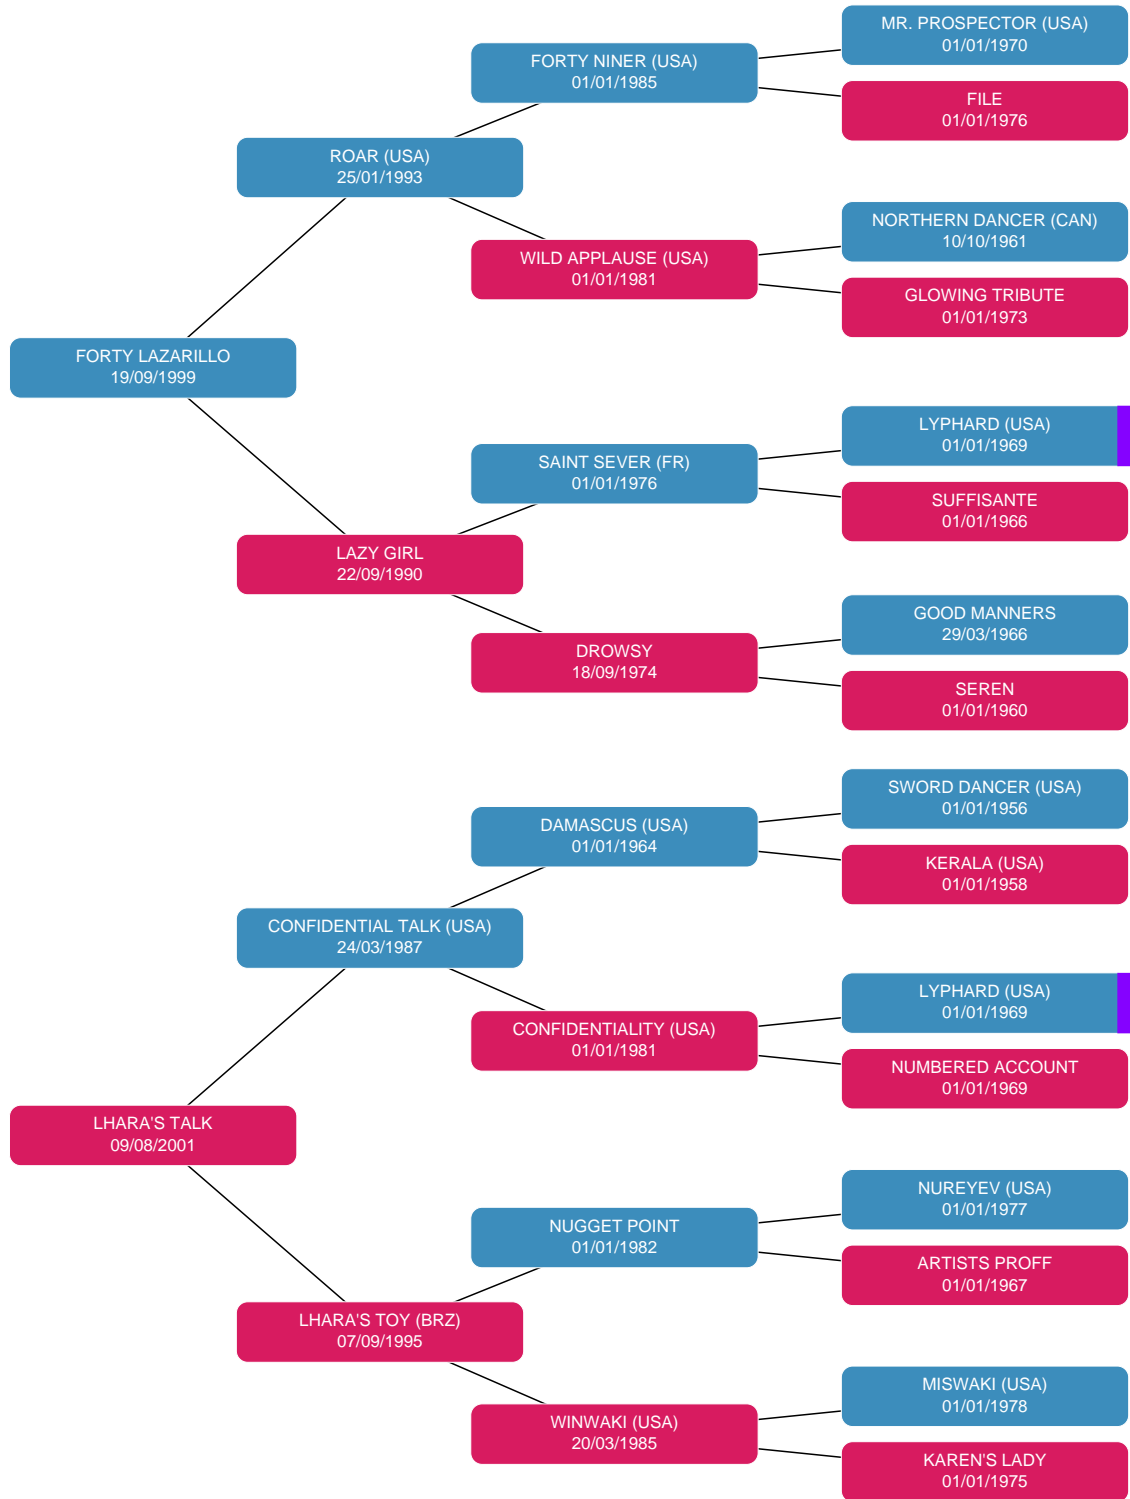 MR. PROSPECTOR (USA)
01/01/1970
FORTY NINER (USA)
01/01/1985
FILE
01/01/1976
ROAR (USA)
25/01/1993
NORTHERN DANCER (CAN)
10/10/1961
WILD APPLAUSE (USA)
01/01/1981
GLOWING TRIBUTE
01/01/1973
FORTY LAZARILLO
19/09/1999
LYPHARD (USA)
01/01/1969
SAINT SEVER (FR)
01/01/1976
SUFFISANTE
01/01/1966
LAZY GIRL
22/09/1990
GOOD MANNERS
29/03/1966
DROWSY
18/09/1974
SEREN
01/01/1960
SWORD DANCER (USA)
01/01/1956
DAMASCUS (USA)
01/01/1964
KERALA (USA)
01/01/1958
CONFIDENTIAL TALK (USA)
24/03/1987
LYPHARD (USA)
01/01/1969
CONFIDENTIALITY (USA)
01/01/1981
NUMBERED ACCOUNT
01/01/1969
LHARA'S TALK
09/08/2001
NUREYEV (USA)
01/01/1977
NUGGET POINT
01/01/1982
ARTISTS PROFF
01/01/1967
LHARA'S TOY (BRZ)
07/09/1995
MISWAKI (USA)
01/01/1978
WINWAKI (USA)
20/03/1985
KAREN'S LADY
01/01/1975